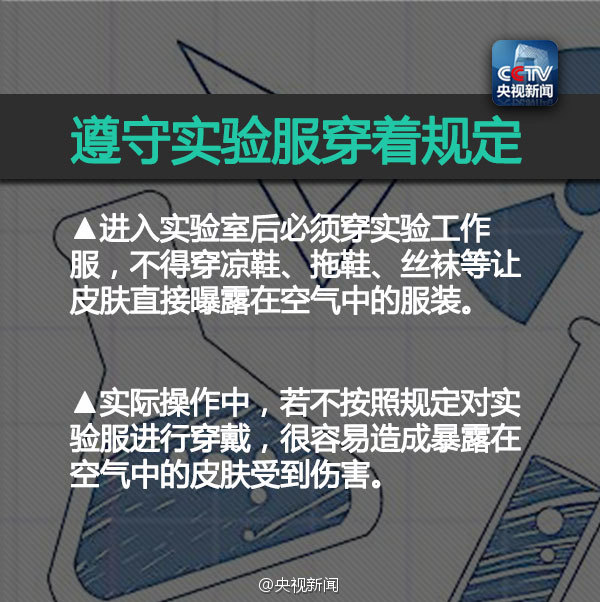 CCTV
央视新闻
遵守实验服穿着规定
▲进入实验室后必须穿实验工作
服，不得穿凉鞋、拖鞋、丝袜等让
皮肤直接曝露在空气中的服装。
▲实际操作中，若不按照规定对实
验服进行穿戴，很容易造成暴露在
空气中的皮肤受到伤害。
@央视新闻